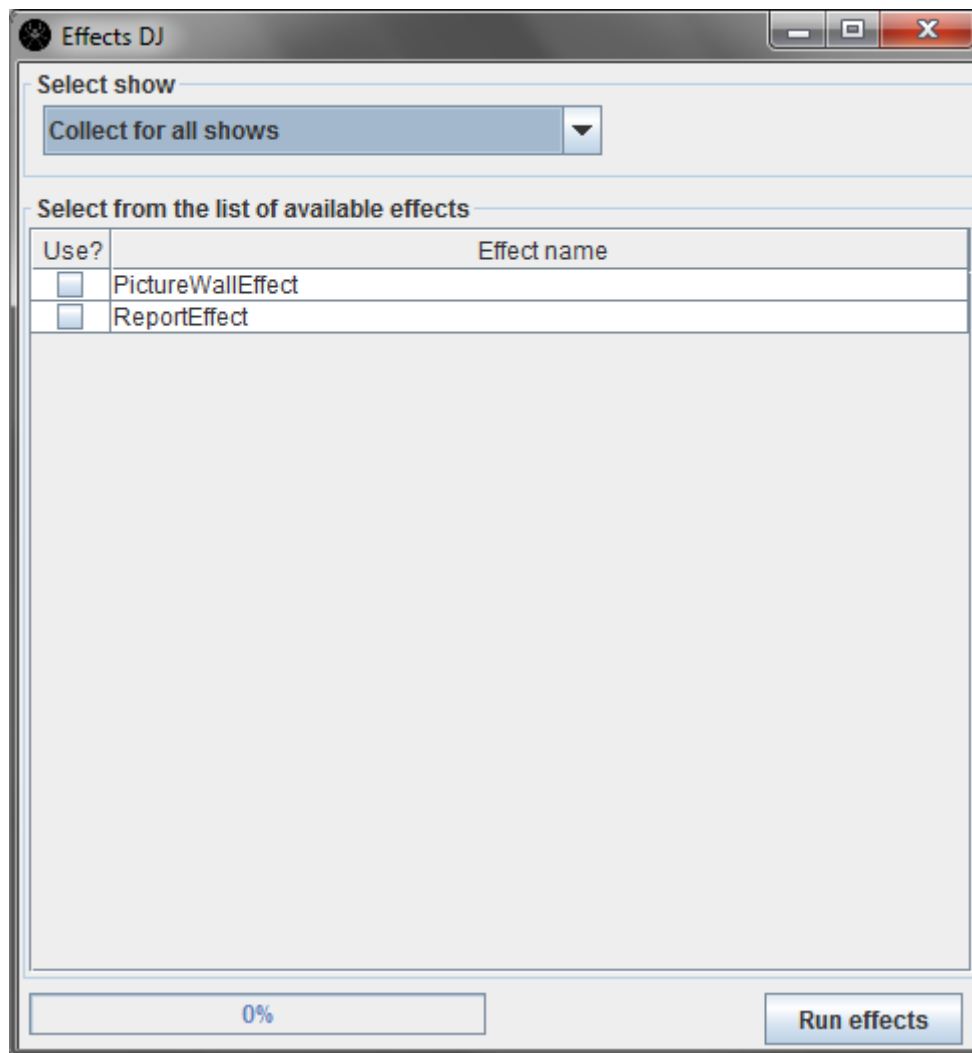 Effects DJ
Select show
Collect for all shows
Select from the list of available effects
Use? Effect name
PictureWallEffect
ReportEffect
0% Run effects